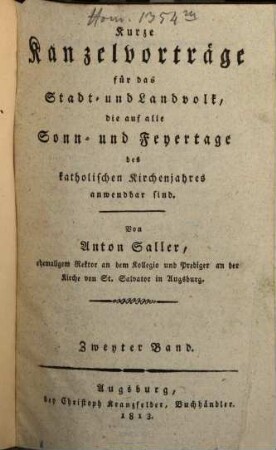 Hom. 1354 m
Kurze
Kanzelvorträge
für das
Stadt- und Landvolk,
die auf alle
Sonn- und Feyertage
des
katholischen Kirchenjahres
anwendbar sind.
Von
Anton Saller,
ehemaligem Rektor an dem Kollegio und Prediger an der
Kirche von St. Salvator in Augsburg.
Zweyter Band.
Augsburg,
bey Christoph Kranzfelder, Buchhändler.
1812.